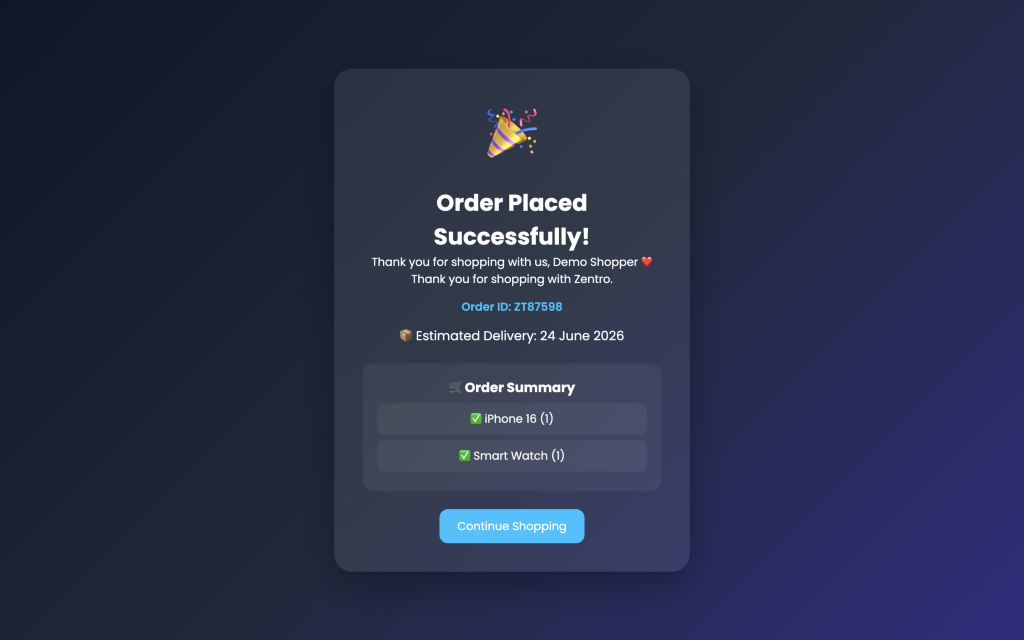 Order Placed
Successfully!
Thank you for shopping with us, Demo Shopper ❤️
Thank you for shopping with Zentro.
Order ID: ZT87598
📦 Estimated Delivery: 24 June 2026
🛒 Order Summary
✅ iPhone 16 (1)
✅ Smart Watch (1)
Continue Shopping